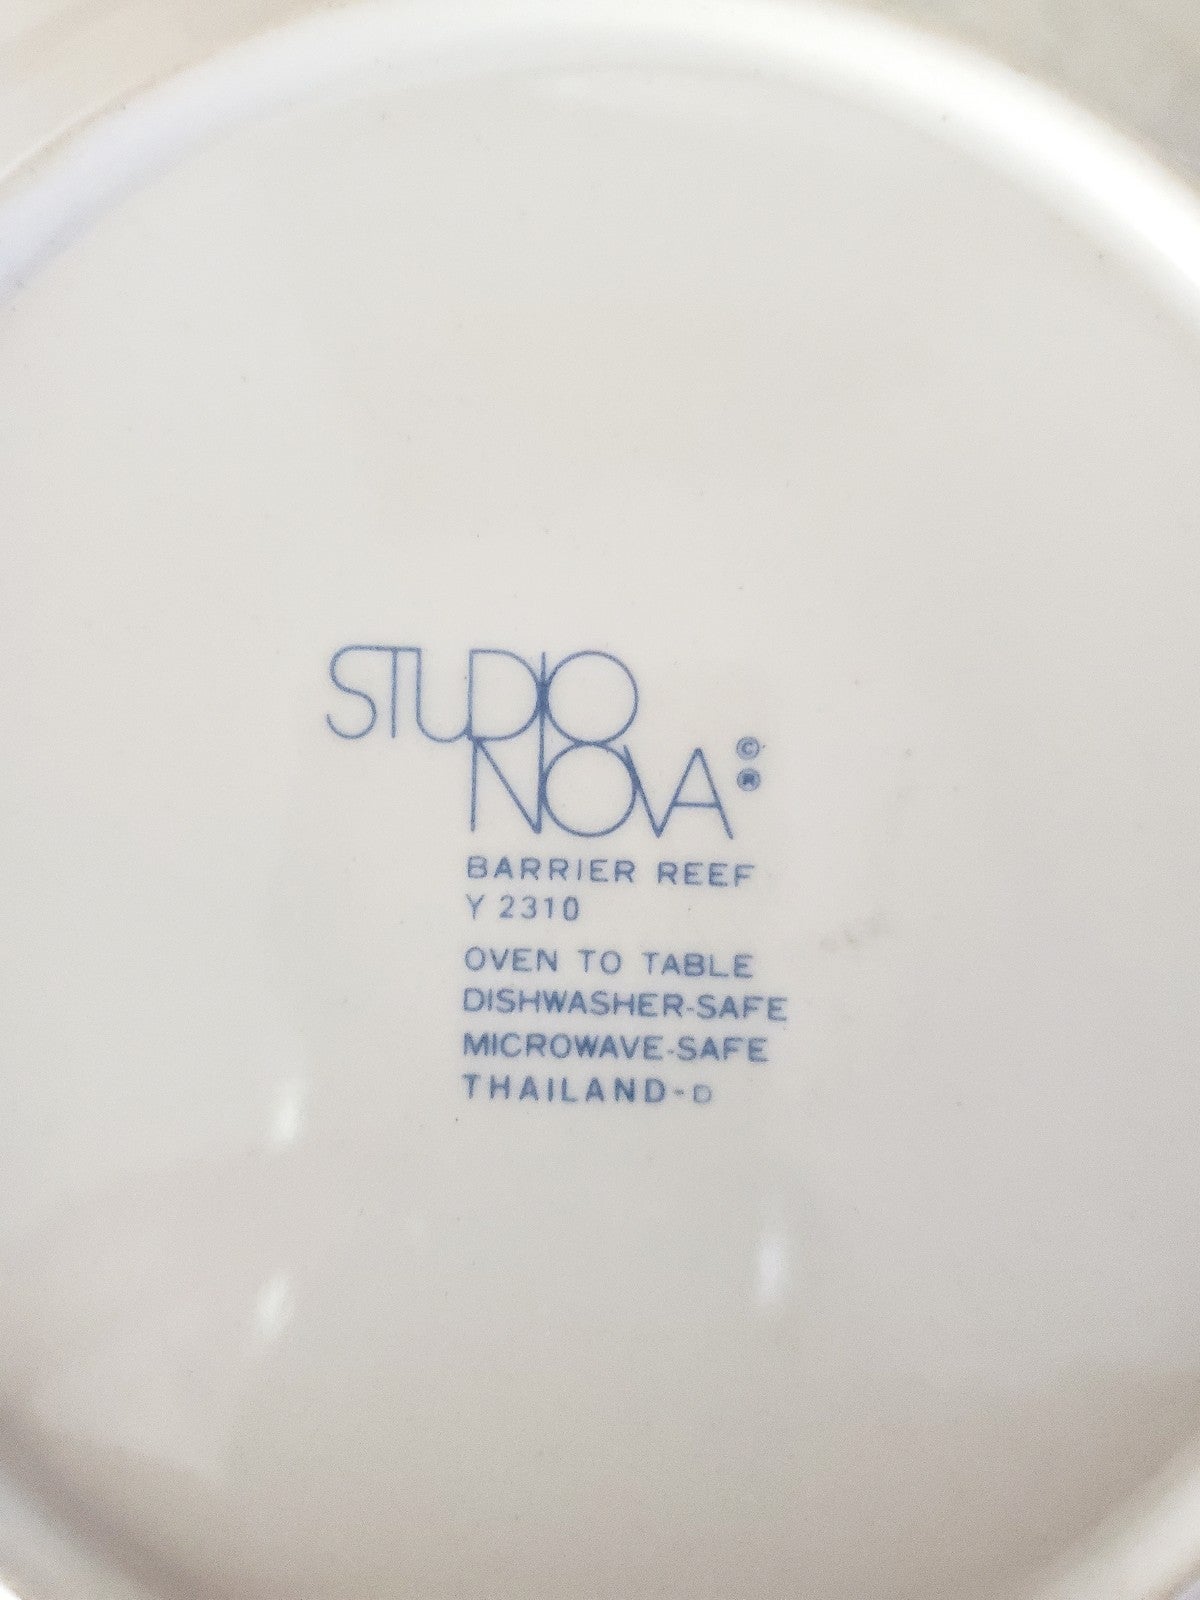 STUDIO
NOVA © ®
BARRIER REEF
Y 2310
OVEN TO TABLE
DISHWASHER-SAFE
MICROWAVE-SAFE
THAILAND-D